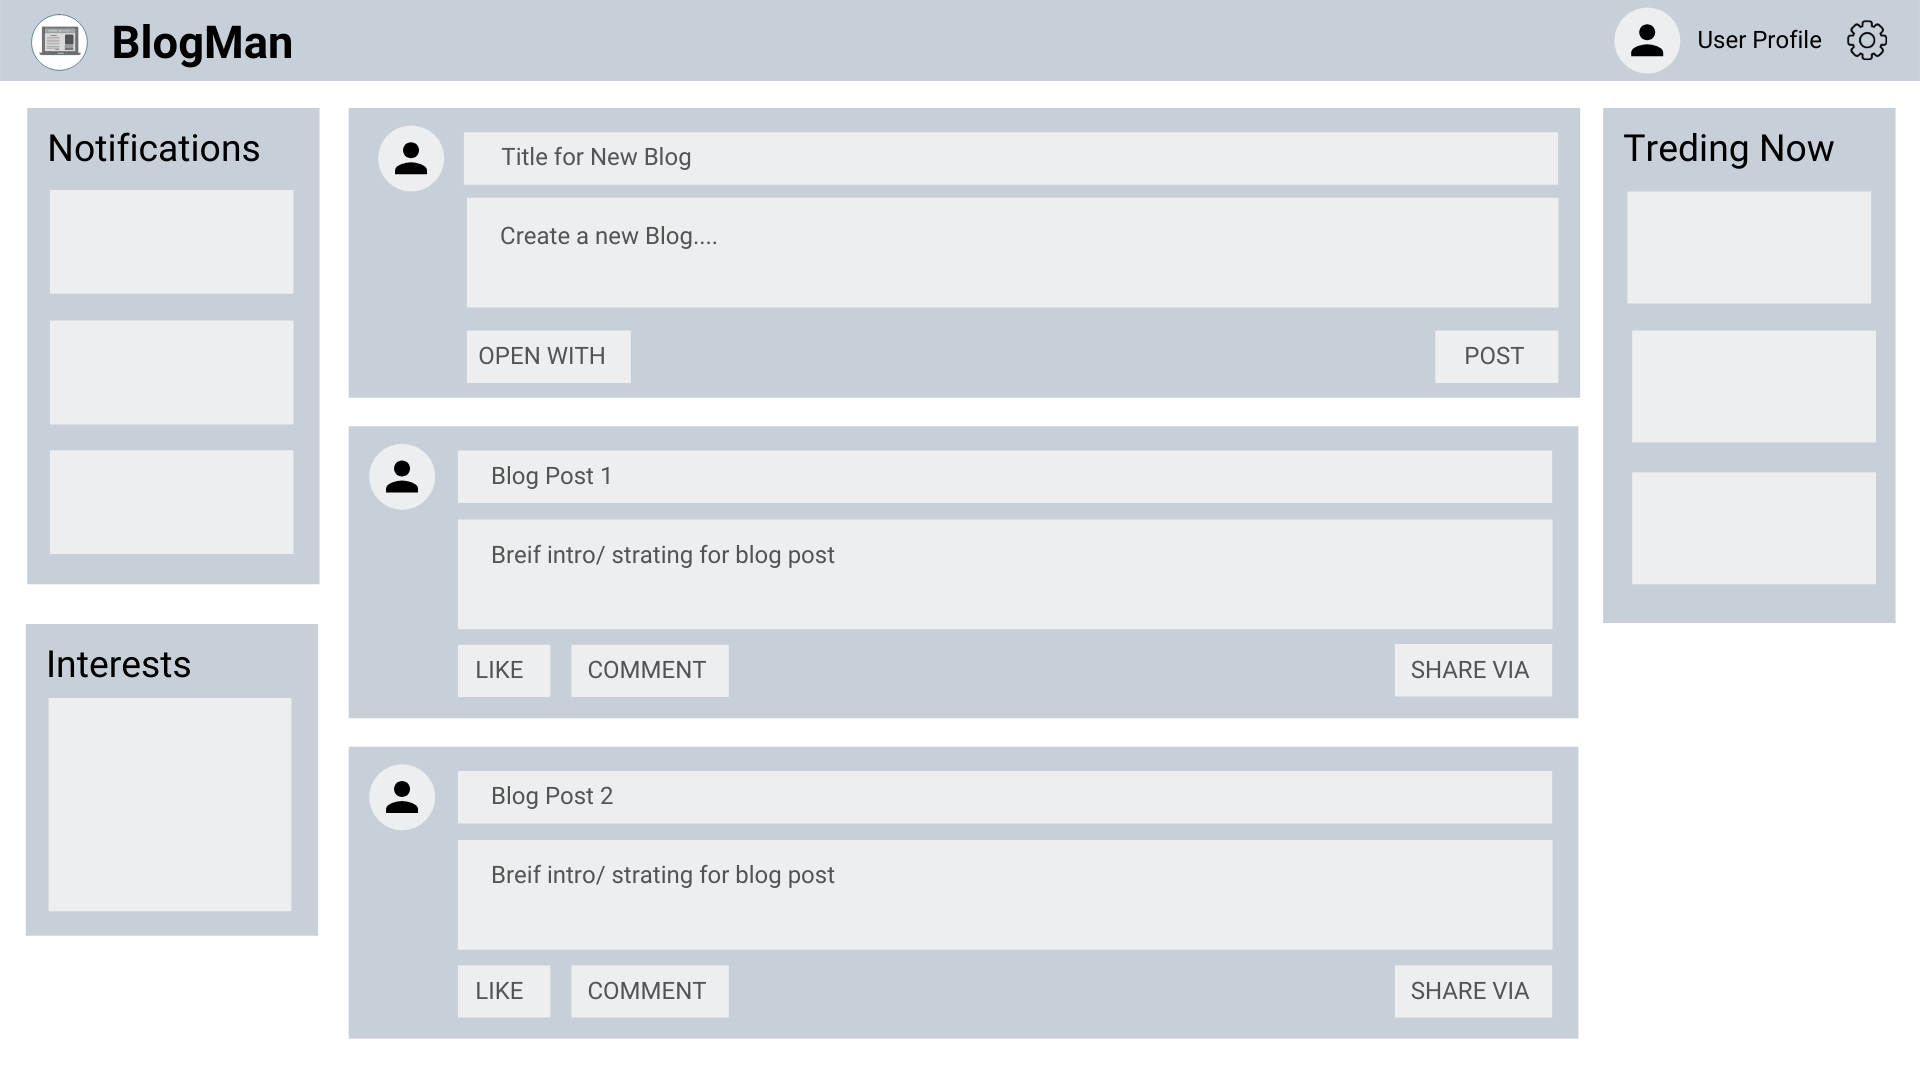 BlogMan
User Profile
Notifications
Interests
Title for New Blog
Create a new Blog....
OPEN WITH
POST
Blog Post 1
Breif intro/ strating for blog post
LIKE
COMMENT
SHARE VIA
Blog Post 2
Breif intro/ strating for blog post
LIKE
COMMENT
SHARE VIA
Treding Now